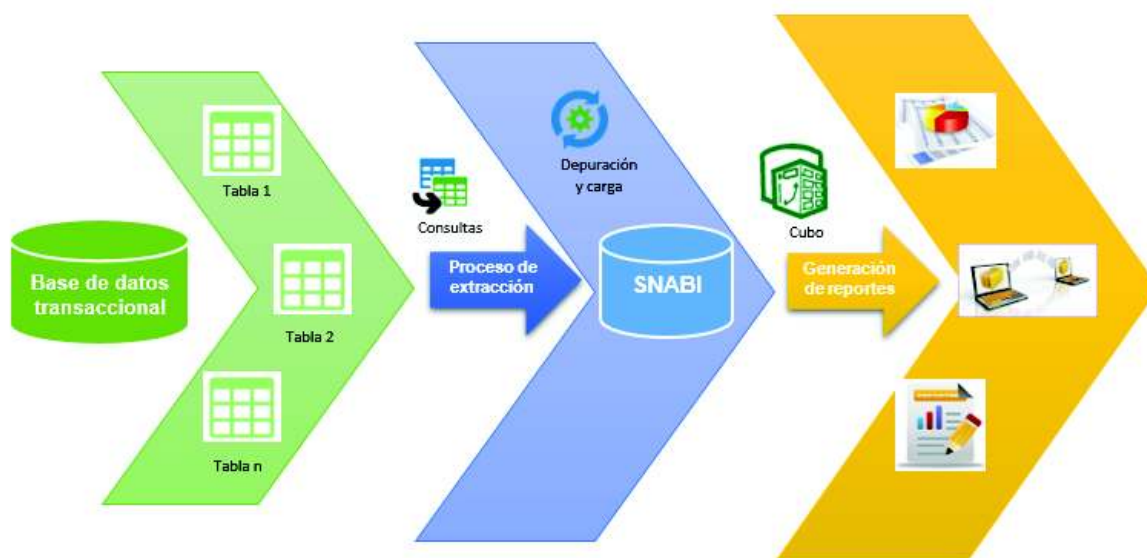 Base de datos
transaccional
Tabla 1
Tabla 2
Tabla n
Consultas
Proceso de
extracción
Depuración
y carga
SNABI
Cubo
Generación
de reportes